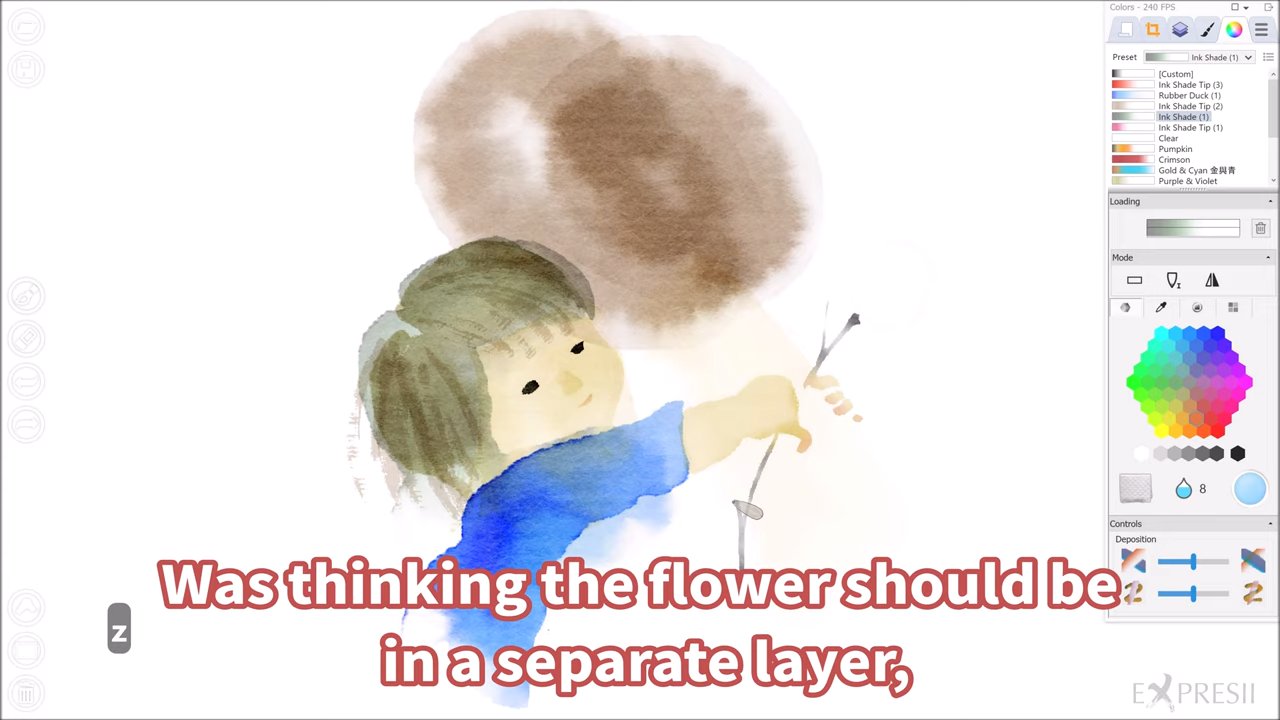 Colors - 240 FPS
Preset
Ink Shade (1)
[Custom]
Ink Shade Tip (3)
Rubber Duck (1)
Ink Shade Tip (2)
Ink Shade (1)
Ink Shade Tip (1)
Clear
Pumpkin
Crimson
Gold & Cyan 金與青
Purple & Violet
Loading
Mode
8
Controls
Deposition
Was thinking the flower should be
in a separate layer,
z
EXPRESII